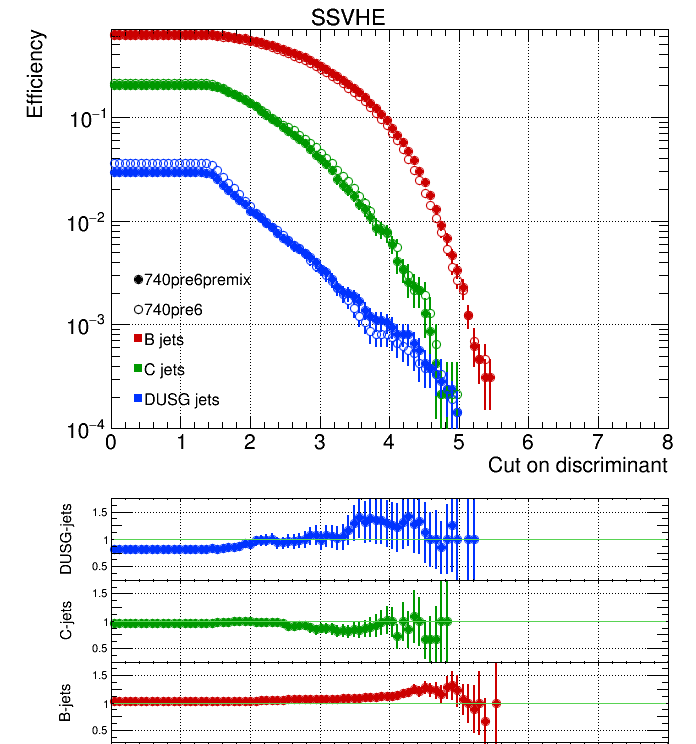 SSVHE
Efficiency
10⁻¹
10⁻²
10⁻³
10⁻⁴
740pre6premix
740pre6
B jets
C jets
DUSG jets
0 1 2 3 4 5 6 7 8
Cut on discriminant
DUSG-jets
1.5
1
0.5
C-jets
1.5
1
0.5
B-jets
1.5
1
0.5